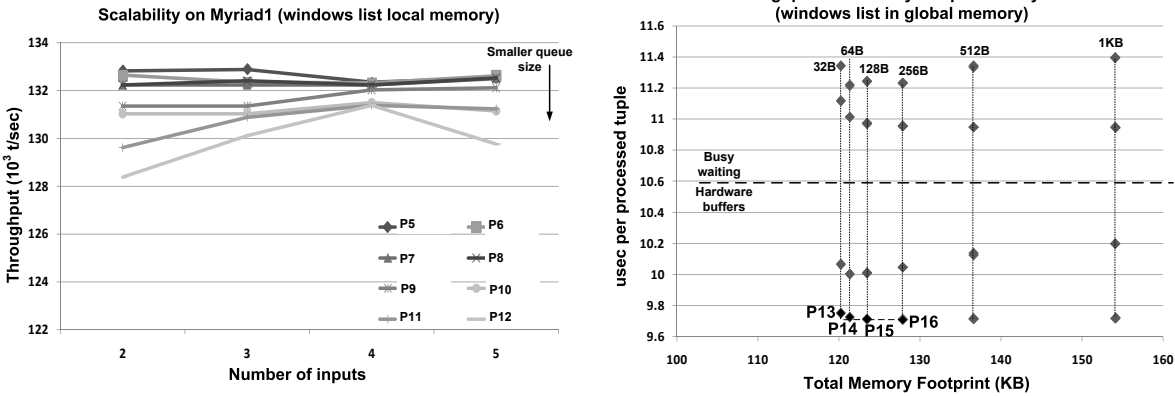 Scalability on Myriad1 (windows list local memory)
134
132
130
128
126
124
122
Throughput (10³ t/sec)
Smaller queue
size
P5
P6
P7
P8
P9
P10
P11
P12
2
3
4
5
Number of inputs
(windows list in global memory)
11.6
11.4
11.2
11
10.8
10.6
10.4
10.2
10
9.8
9.6
usec per processed tuple
32B
64B
128B
256B
512B
1KB
Busy
waiting
Hardware
buffers
P13
P14
P15
P16
100
110
120
130
140
150
160
Total Memory Footprint (KB)